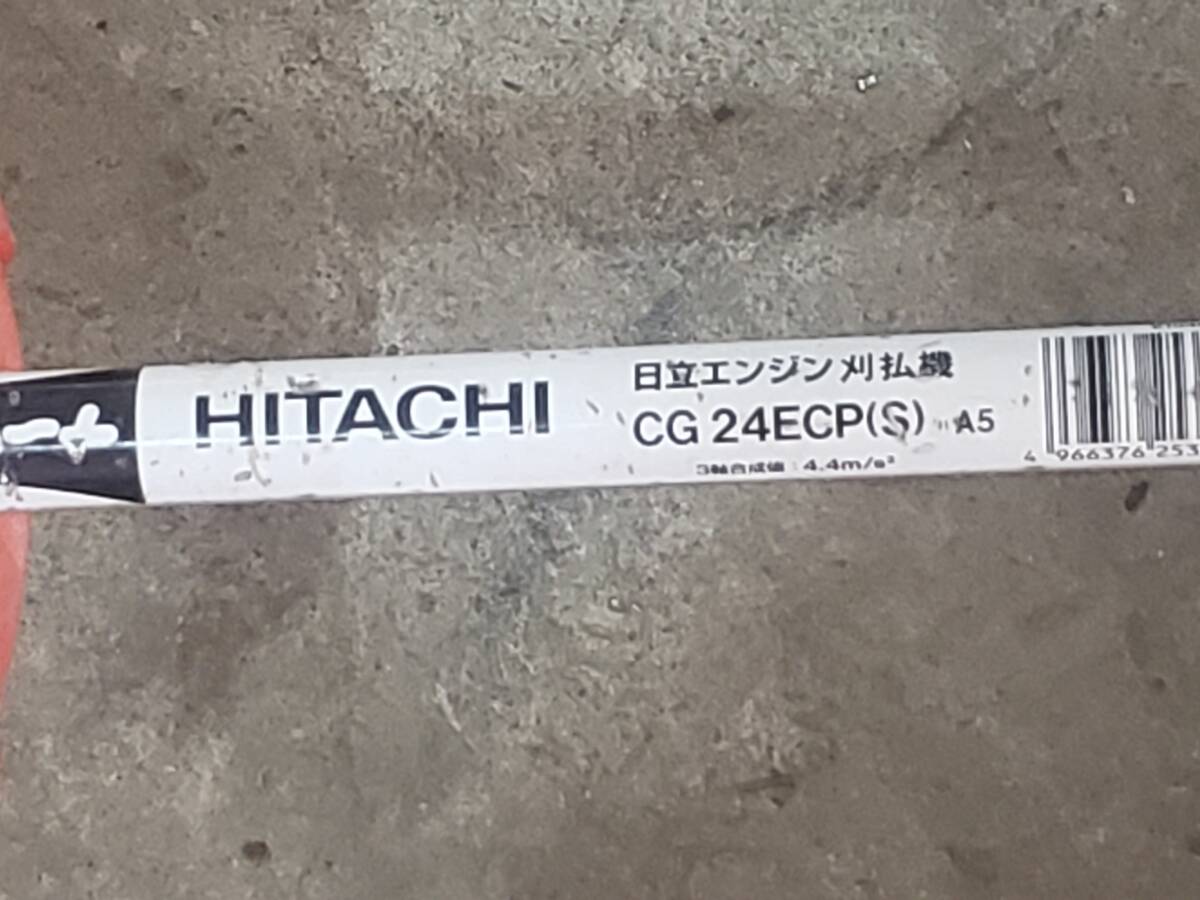 HITACHI
日立エンジン刈払機
CG 24ECP(S) A5
3軸合成値:4.4m/s²
4 966376 253